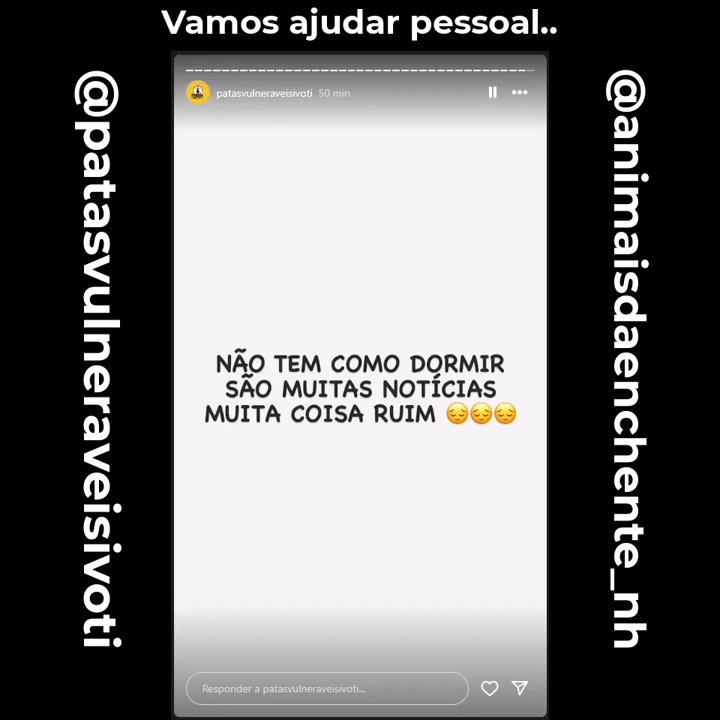 Vamos ajudar pessoal..
@patasvulneraveisivoti
patasvulneraveisivoti 50 min
NÃO TEM COMO DORMIR
SÃO MUITAS NOTÍCIAS
MUITA COISA RUIM 😔😔😔
Responder a patasvulneraveisivoti...
@animaisdaenchente_nh